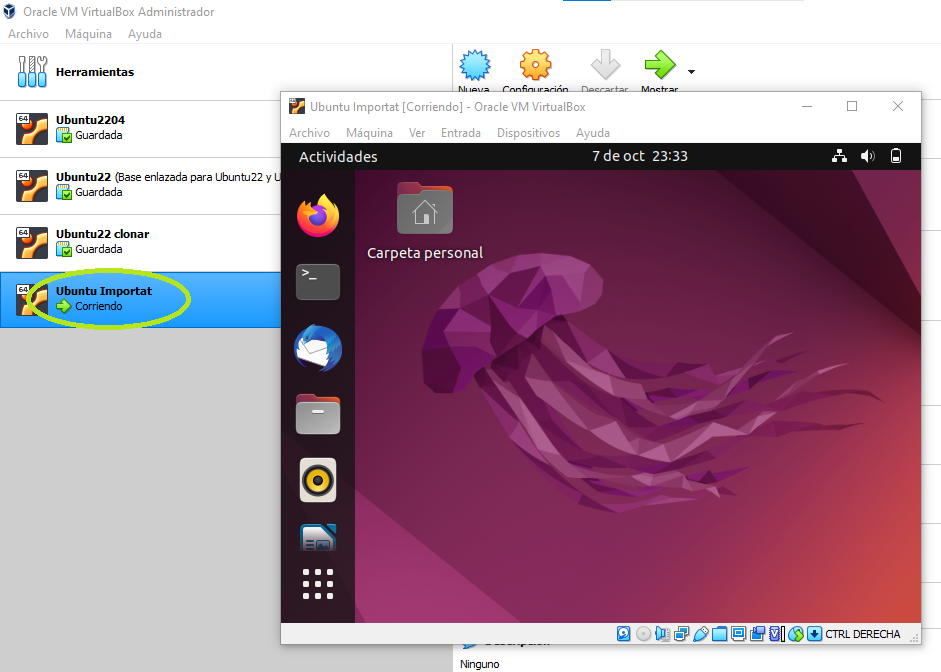 Oracle VM VirtualBox Administrador
Archivo Máquina Ayuda
Herramientas
Nueva Configuración Descartar Mostrar
64
Ubuntu2204
Guardada
64
Ubuntu22 (Base enlazada para Ubuntu22 y U
Guardada
64
Ubuntu22 clonar
Guardada
64
Ubuntu Importat
Corriendo
Ubuntu Importat [Corriendo] - Oracle VM VirtualBox
Archivo Máquina Ver Entrada Dispositivos Ayuda
Actividades 7 de oct 23:33
>_
Carpeta personal
CTRL DERECHA
Ninguno